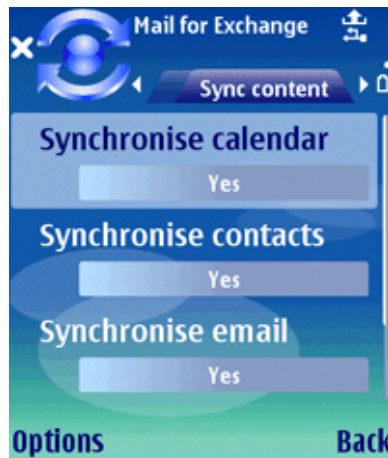 Mail for Exchange
Sync content
Synchronise calendar
Yes
Synchronise contacts
Yes
Synchronise email
Yes
Options
Back